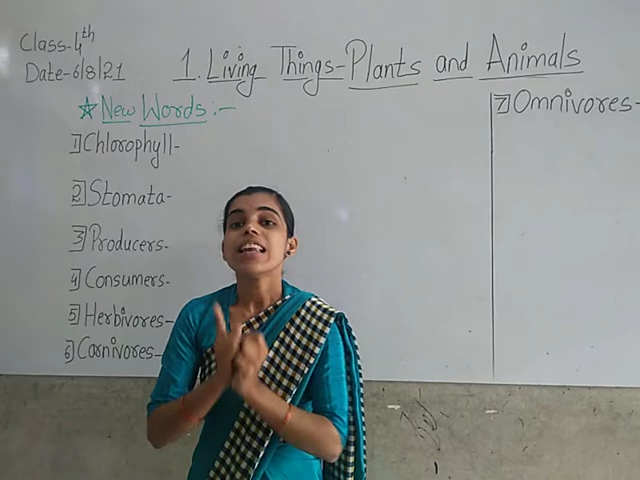 Class-4th
Date-6/8/21
1. Living Things-Plants and Animals
☆New Words:-
1]Chlorophyll-
2]Stomata-
3]Producers-
4]Consumers-
5]Herbivores-
6]Carnivores-
7]Omnivores-